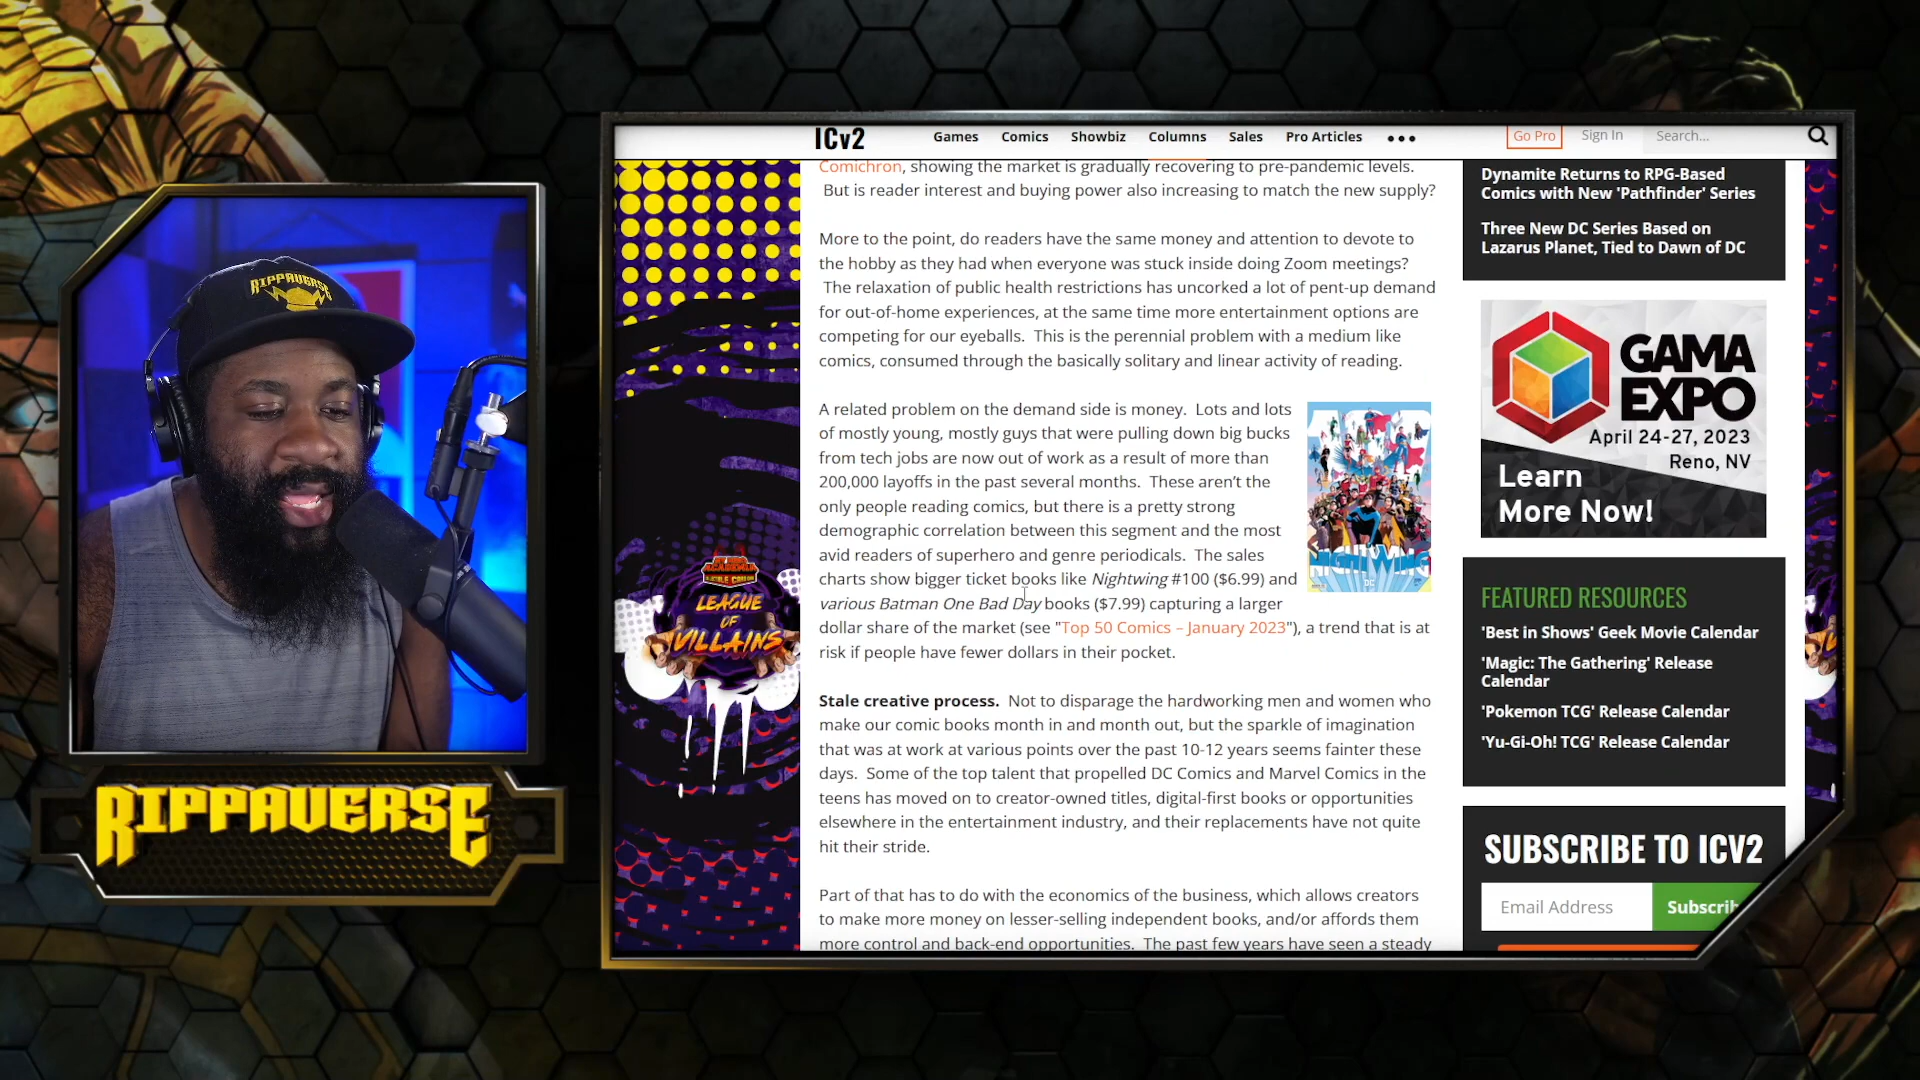 RIPPAVERSE
RIPPAVERSE
ICv2
Games Comics Showbiz Columns Sales Pro Articles •••
Go Pro Sign In Search...
Comichron, showing the market is gradually recovering to pre-pandemic levels.
But is reader interest and buying power also increasing to match the new supply?
More to the point, do readers have the same money and attention to devote to
the hobby as they had when everyone was stuck inside doing Zoom meetings?
The relaxation of public health restrictions has uncorked a lot of pent-up demand
for out-of-home experiences, at the same time more entertainment options are
competing for our eyeballs. This is the perennial problem with a medium like
comics, consumed through the basically solitary and linear activity of reading.
A related problem on the demand side is money. Lots and lots
of mostly young, mostly guys that were pulling down big bucks
from tech jobs are now out of work as a result of more than
200,000 layoffs in the past several months. These aren’t the
only people reading comics, but there is a pretty strong
demographic correlation between this segment and the most
avid readers of superhero and genre periodicals. The sales
charts show bigger ticket books like Nightwing #100 ($6.99) and
various Batman One Bad Day books ($7.99) capturing a larger
dollar share of the market (see "Top 50 Comics – January 2023"), a trend that is at
risk if people have fewer dollars in their pocket.
Stale creative process. Not to disparage the hardworking men and women who
make our comic books month in and month out, but the sparkle of imagination
that was at work at various points over the past 10-12 years seems fainter these
days. Some of the top talent that propelled DC Comics and Marvel Comics in the
teens has moved on to creator-owned titles, digital-first books or opportunities
elsewhere in the entertainment industry, and their replacements have not quite
hit their stride.
Part of that has to do with the economics of the business, which allows creators
to make more money on lesser-selling independent books, and/or affords them
more control and back-end opportunities. The past few years have seen a steady
100
NIGHTWING
DC
LEAGUE
OF
VILLAINS
Dynamite Returns to RPG-Based
Comics with New 'Pathfinder' Series
Three New DC Series Based on
Lazarus Planet, Tied to Dawn of DC
GAMA
EXPO
April 24-27, 2023
Reno, NV
Learn
More Now!
FEATURED RESOURCES
'Best in Shows' Geek Movie Calendar
'Magic: The Gathering' Release
Calendar
'Pokemon TCG' Release Calendar
'Yu-Gi-Oh! TCG' Release Calendar
SUBSCRIBE TO ICV2
Email Address
Subscrib